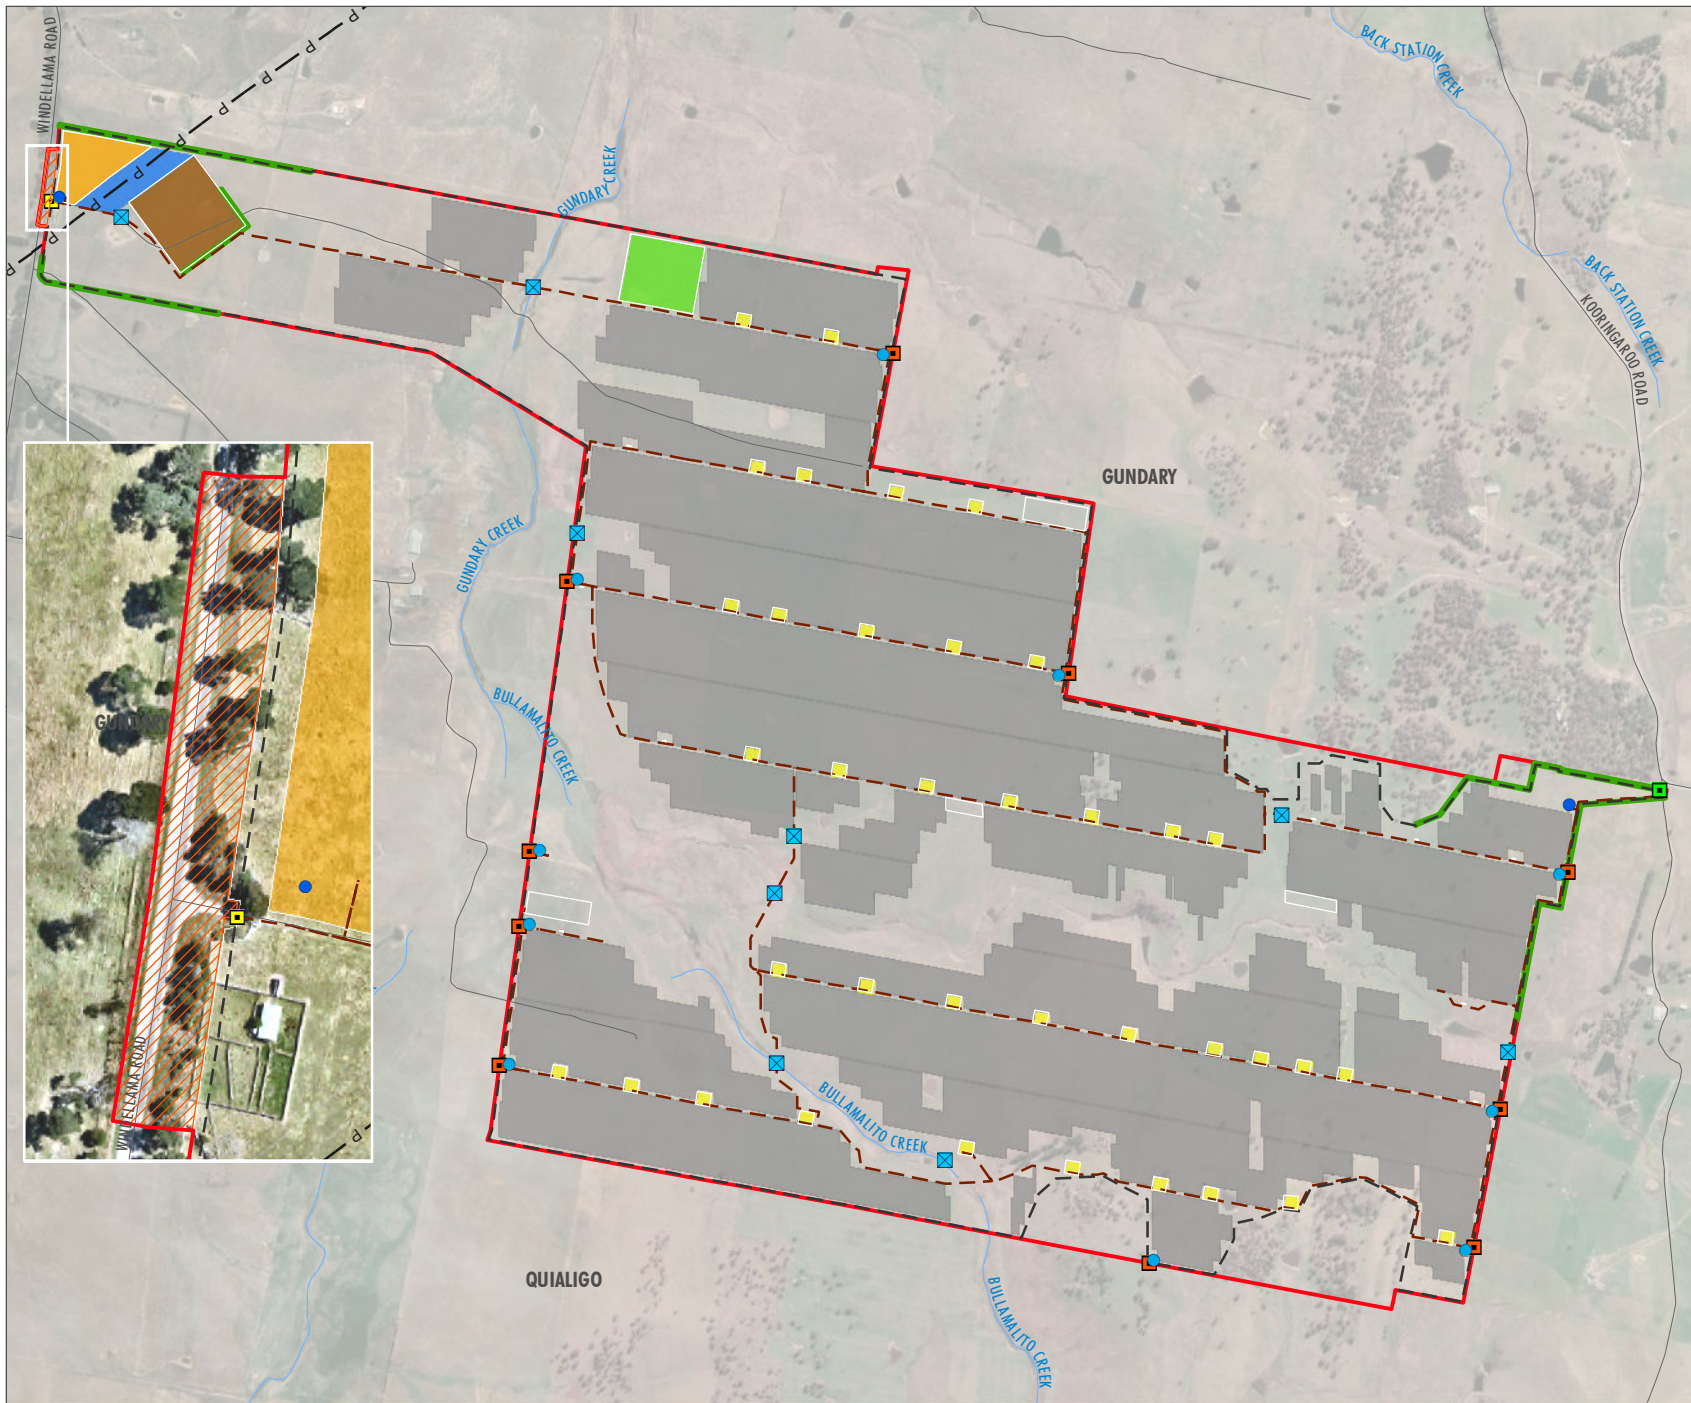 WINDELLAMA ROAD
P
P
P
P
P
P
P
P
P
BACK STATION CREEK
GUNDARY CREEK
BACK STATION CREEK
KOORINGAROO ROAD
GUNDARY
GUNDARY CREEK
BULLAMALITO CREEK
GUNDARY
WINDELLAMA ROAD
P
BULLAMALITO CREEK
QUIALIGO
BULLAMALITO CREEK